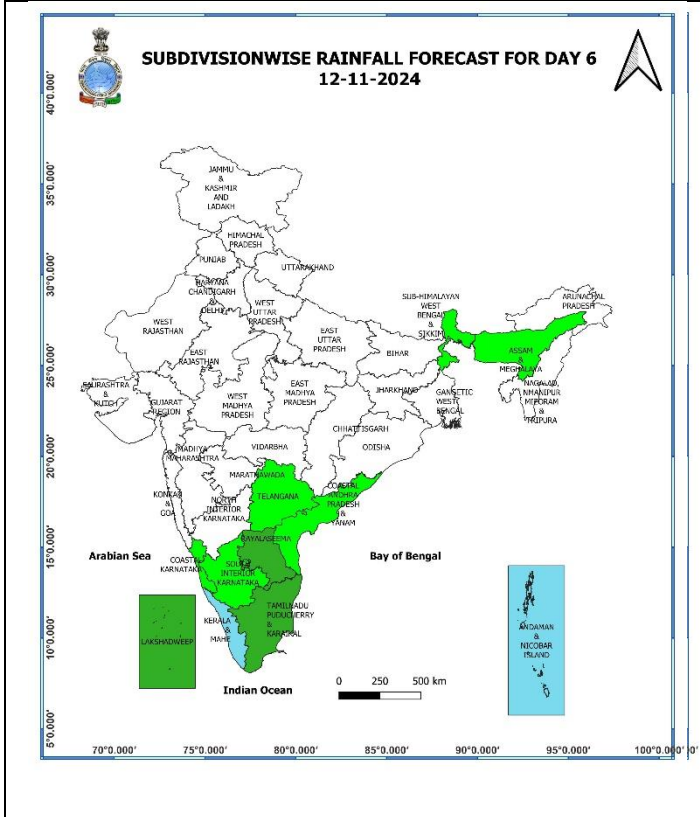 SUBDIVISIONWISE RAINFALL FORECAST FOR DAY 6
12-11-2024
40°0.000'
35°0.000'
30°0.000'
25°0.000'
20°0.000'
15°0.000'
10°0.000'
5°0.000'
JAMMU
&
KASHMIR
AND
LADAKH
HIMACHAL
PRADESH
PUNJAB
UTTARAKHAND
HARYANA
CHANDIGARH
&
DELHI
WEST
UTTAR
PRADESH
WEST
RAJASTHAN
EAST
RAJASTHAN
EAST
UTTAR
PRADESH
BIHAR
SUB-HIMALAYAN
WEST
BENGAL
&
SIKKIM
ARUNACHAL
PRADESH
ASSAM
&
MEGHALAYA
NAGALAD,
MANIPUR
MIZORAM
&
TRIPURA
SAURASHTRA
&
KUTCH
GUJARAT
REGION
WEST
MADHYA
PRADESH
EAST
MADHYA
PRADESH
JHARKHAND
GANGETIC
WEST
BENGAL
CHHATTISGARH
ODISHA
MADHYA
MAHARASHTRA
VIDARBHA
MARATHAWADA
KONKAN
&
GOA
NORTH
INTERIOR
KARNATAKA
TELANGANA
COASTAL
ANDHRA
PRADESH
&
YANAM
RAYALASEEMA
COASTAL
KARNATAKA
SOUTH
INTERIOR
KARNATAKA
Arabian Sea
Bay of Bengal
LAKSHADWEEP
KERALA
&
MAHE
TAMILNADU
PUDUCHERRY
&
KARAIKAL
ANDAMAN
&
NICOBAR
ISLAND
Indian Ocean
0 250 500 km
70°0.000' 75°0.000' 80°0.000' 85°0.000' 90°0.000' 95°0.000' 100°0.000'